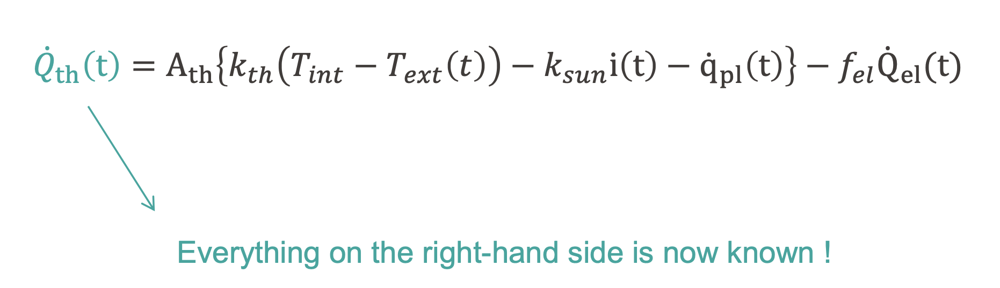 Q̇th(t) = Ath{kth(Tint − Text(t)) − ksuni(t) − q̇pl(t)} − felQ̇el(t)
Everything on the right-hand side is now known !